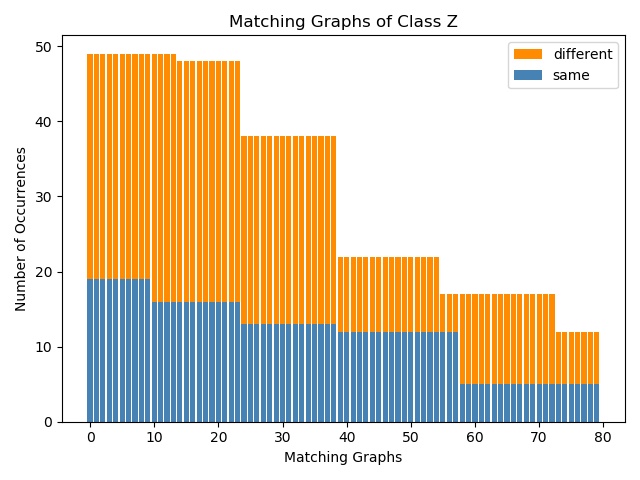 Matching Graphs of Class Z
different
same
Number of Occurrences
50
40
30
20
10
0
0 10 20 30 40 50 60 70 80
Matching Graphs